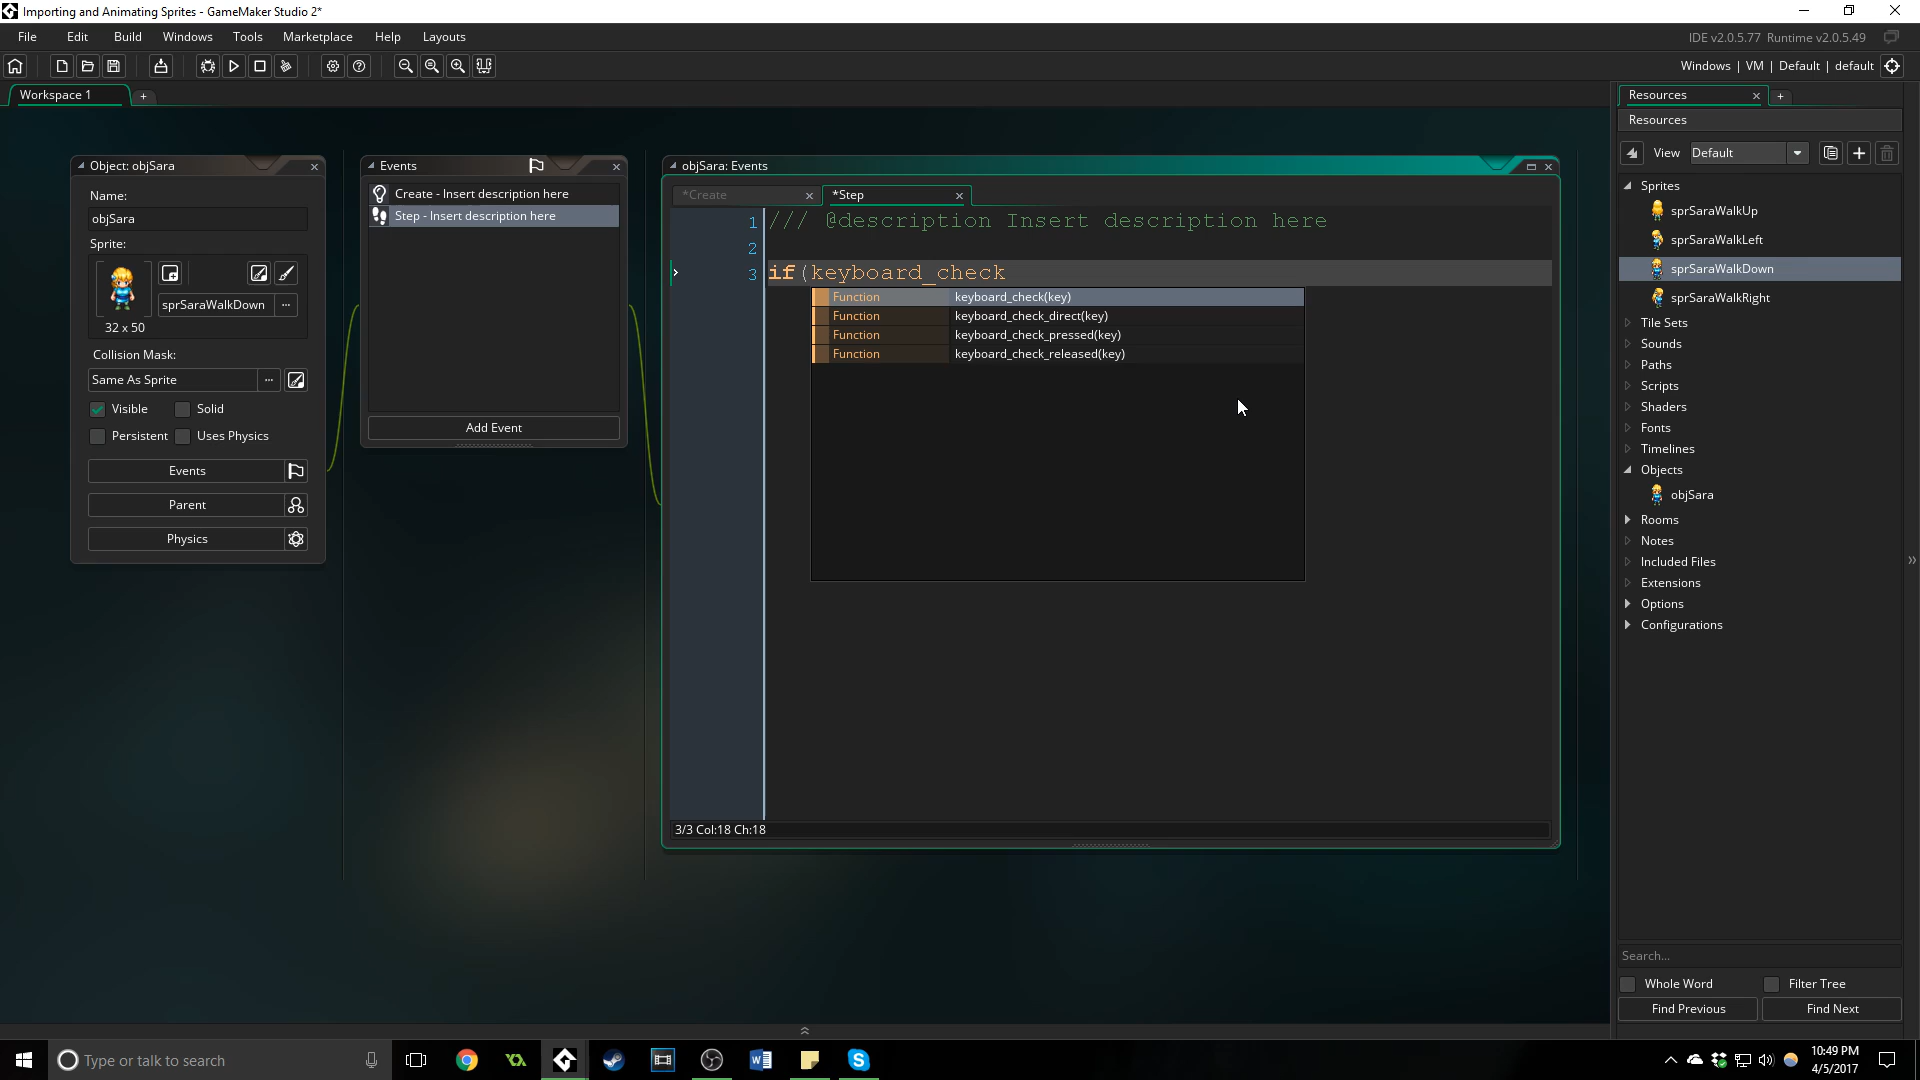 Importing and Animating Sprites - GameMaker Studio 2*
File Edit Build Windows Tools Marketplace Help Layouts
IDE v2.0.5.77 Runtime v2.0.5.49
Windows | VM | Default | default
Workspace 1
+
Object: objSara
Name:
objSara
Sprite:
sprSaraWalkDown ...
32 x 50
Collision Mask:
Same As Sprite ...
Visible Solid
Persistent Uses Physics
Events
Parent
Physics
Events
Create - Insert description here
Step - Insert description here
Add Event
objSara: Events
*Create
*Step
1 /// @description Insert description here
2
3 if(keyboard_check
Function keyboard_check(key)
Function keyboard_check_direct(key)
Function keyboard_check_pressed(key)
Function keyboard_check_released(key)
3/3 Col:18 Ch:18
Resources
+
Resources
View Default
Sprites
sprSaraWalkUp
sprSaraWalkLeft
sprSaraWalkDown
sprSaraWalkRight
Tile Sets
Sounds
Paths
Scripts
Shaders
Fonts
Timelines
Objects
objSara
Rooms
Notes
Included Files
Extensions
Options
Configurations
Search...
Whole Word Filter Tree
Find Previous Find Next
Type or talk to search
10:49 PM
4/5/2017